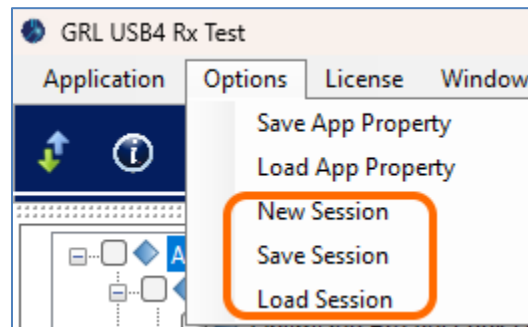 GRL USB4 Rx Test
Application Options License Window
Save App Property
Load App Property
New Session
Save Session
Load Session
A